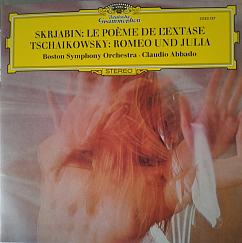 Deutsche
Grammophon
2530 137
SKRJABIN: LE POÈME DE L'EXTASE
TSCHAIKOWSKY: ROMEO UND JULIA
Boston Symphony Orchestra · Claudio Abbado
STEREO